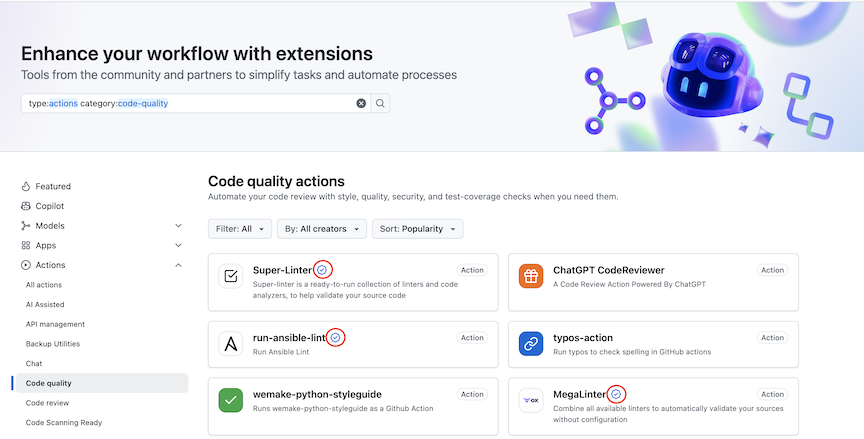 Enhance your workflow with extensions
Tools from the community and partners to simplify tasks and automate processes
type:actions category:code-quality
Featured
Copilot
Models
Apps
Actions
All actions
AI Assisted
API management
Backup Utilities
Chat
Code quality
Code review
Code Scanning Ready
Code quality actions
Automate your code review with style, quality, security, and test-coverage checks when you need them.
Filter: All
By: All creators
Sort: Popularity
Super-Linter
Action
Super-linter is a ready-to-run collection of linters and code
analyzers, to help validate your source code
ChatGPT CodeReviewer
Action
A Code Review Action Powered By ChatGPT
run-ansible-lint
Action
Run Ansible Lint
typos-action
Action
Run typos to check spelling in GitHub actions
wemake-python-styleguide
Action
Runs wemake-python-styleguide as a Github Action
OX
MegaLinter
Action
Combine all available linters to automatically validate your sources
without configuration